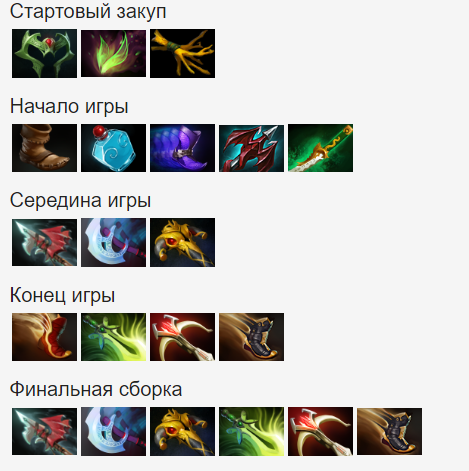 Стартовый закуп
Начало игры
Середина игры
Конец игры
Финальная сборка